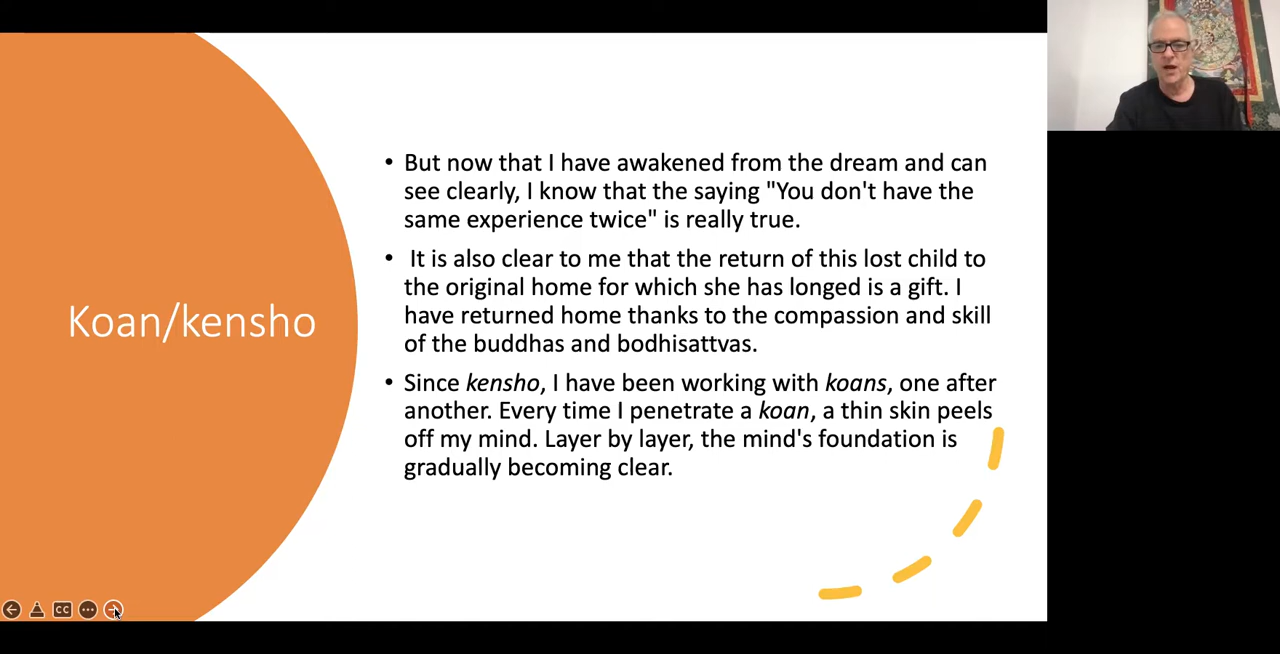 Koan/kensho
• But now that I have awakened from the dream and can
see clearly, I know that the saying "You don't have the
same experience twice" is really true.
• It is also clear to me that the return of this lost child to
the original home for which she has longed is a gift. I
have returned home thanks to the compassion and skill
of the buddhas and bodhisattvas.
• Since kensho, I have been working with koans, one after
another. Every time I penetrate a koan, a thin skin peels
off my mind. Layer by layer, the mind's foundation is
gradually becoming clear.
CC